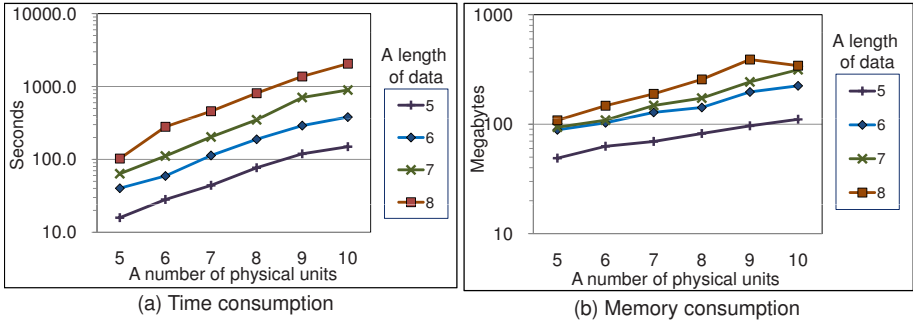 10000.0
1000.0
100.0
10.0
Seconds
5 6 7 8 9 10
A number of physical units
A length
of data
5
6
7
8
(a) Time consumption
1000
100
10
Megabytes
5 6 7 8 9 10
A number of physical units
A length
of data
5
6
7
8
(b) Memory consumption